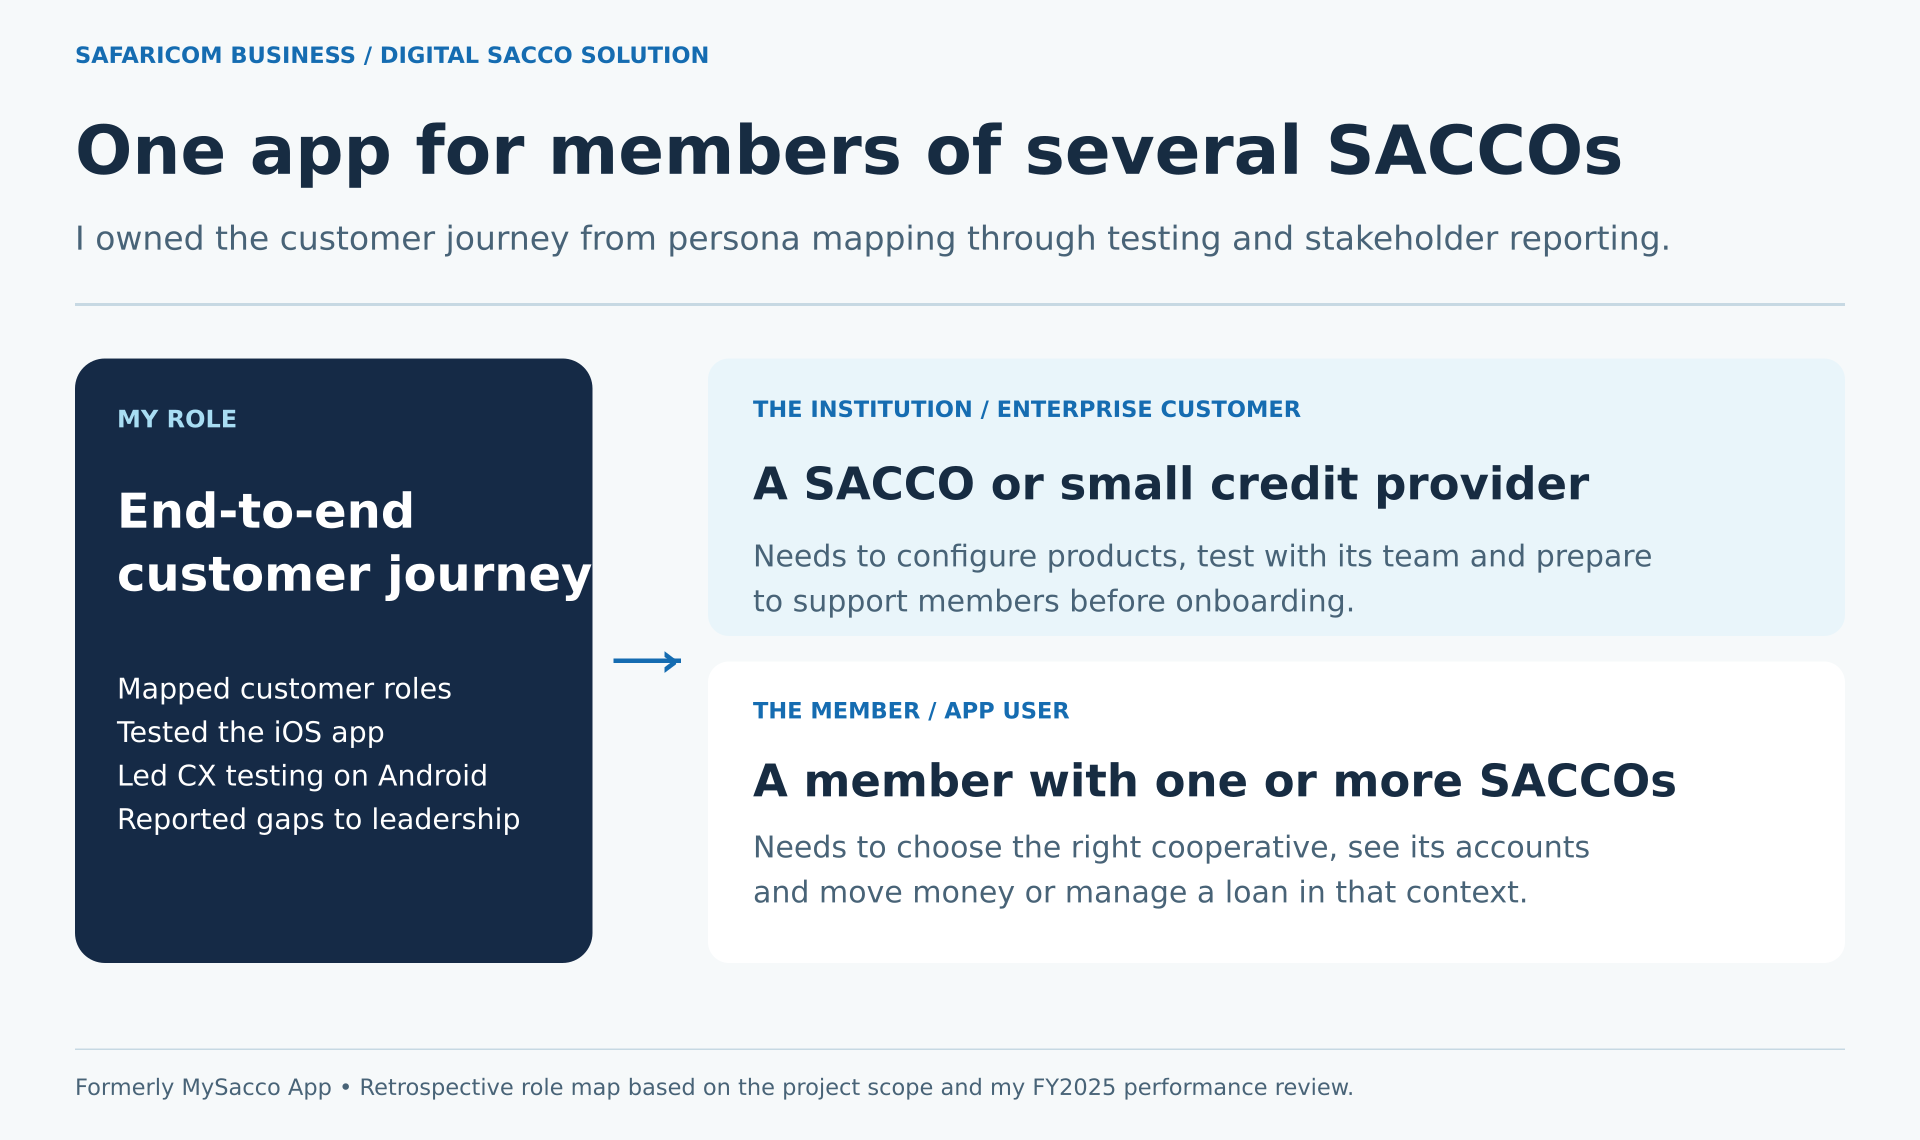 SAFARICOM BUSINESS / DIGITAL SACCO SOLUTION
One app for members of several SACCOs
I owned the customer journey from persona mapping through testing and stakeholder reporting.
MY ROLE
End-to-end
customer journey
Mapped customer roles
Tested the iOS app
Led CX testing on Android
Reported gaps to leadership
→
THE INSTITUTION / ENTERPRISE CUSTOMER
A SACCO or small credit provider
Needs to configure products, test with its team and prepare
to support members before onboarding.
THE MEMBER / APP USER
A member with one or more SACCOs
Needs to choose the right cooperative, see its accounts
and move money or manage a loan in that context.
Formerly MySacco App • Retrospective role map based on the project scope and my FY2025 performance review.